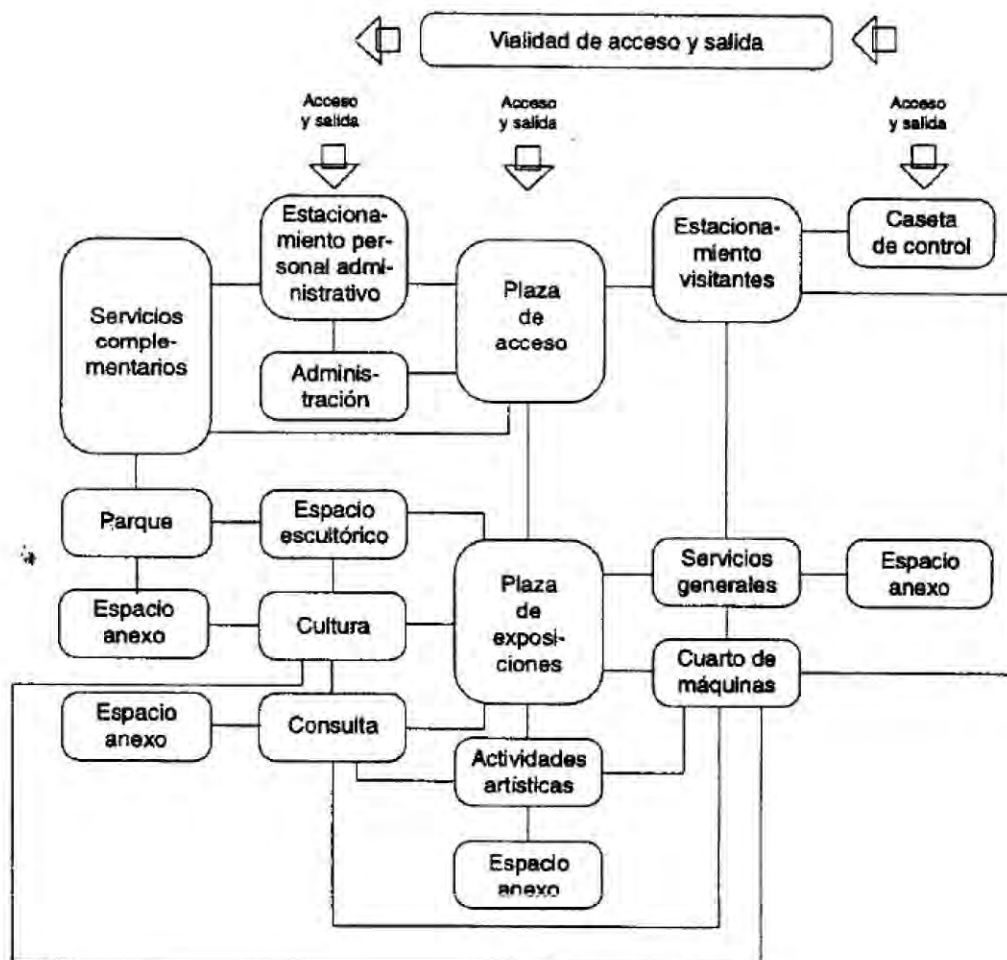 Vialidad de acceso y salida
Acceso
y salida
Acceso
y salida
Acceso
y salida
Estaciona-
miento per-
sonal admi-
nistrativo
Servicios
comple-
mentarios
Plaza
de
acceso
Estaciona-
miento
visitantes
Caseta
de control
Adminis-
tración
Parque
Espacio
escultórico
Plaza
de
exposi-
ciones
Servicios
generales
Espacio
anexo
Espacio
anexo
Cultura
Cuarto de
máquinas
Espacio
anexo
Consulta
Actividades
artísticas
Espacio
anexo